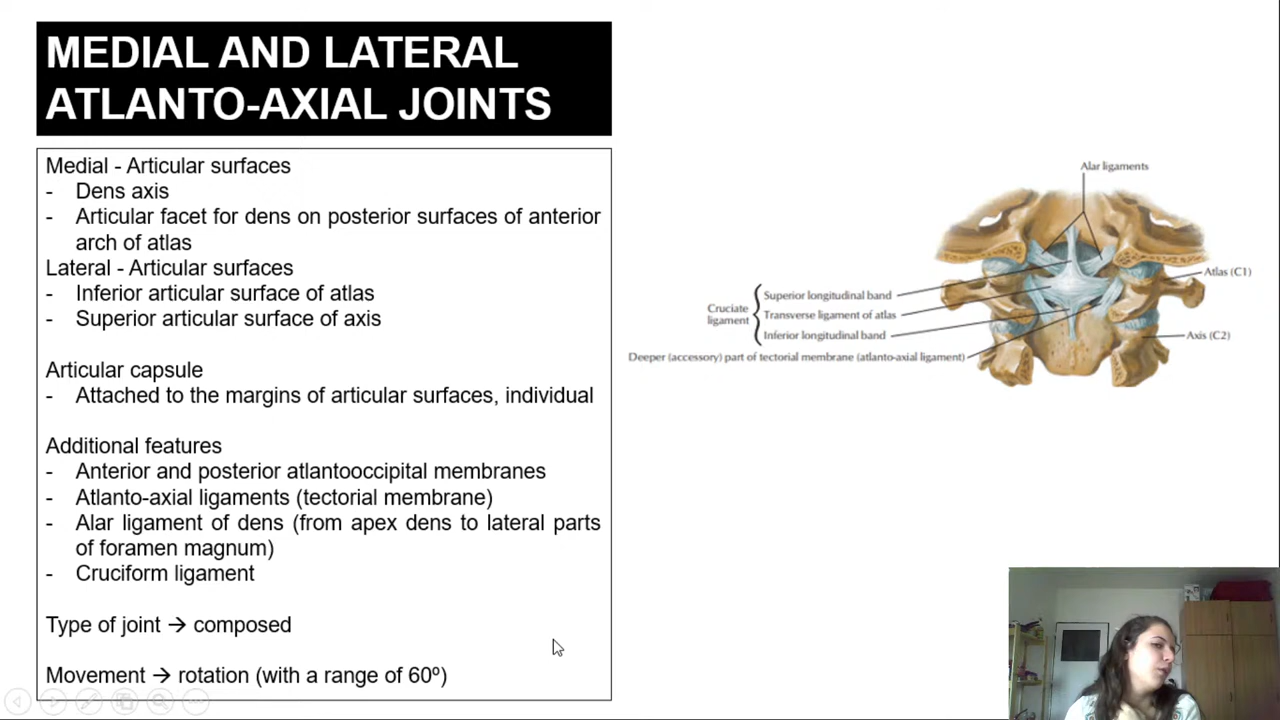 MEDIAL AND LATERAL
ATLANTO-AXIAL JOINTS
Medial - Articular surfaces
- Dens axis
- Articular facet for dens on posterior surfaces of anterior
arch of atlas
Lateral - Articular surfaces
- Inferior articular surface of atlas
- Superior articular surface of axis
Articular capsule
- Attached to the margins of articular surfaces, individual
Additional features
- Anterior and posterior atlantooccipital membranes
- Atlanto-axial ligaments (tectorial membrane)
- Alar ligament of dens (from apex dens to lateral parts
of foramen magnum)
- Cruciform ligament
Type of joint → composed
Movement → rotation (with a range of 60º)
Alar ligaments
Atlas (C1)
Cruciate
ligament
Superior longitudinal band
Transverse ligament of atlas
Inferior longitudinal band
Axis (C2)
Deeper (accessory) part of tectorial membrane (atlanto-axial ligament)